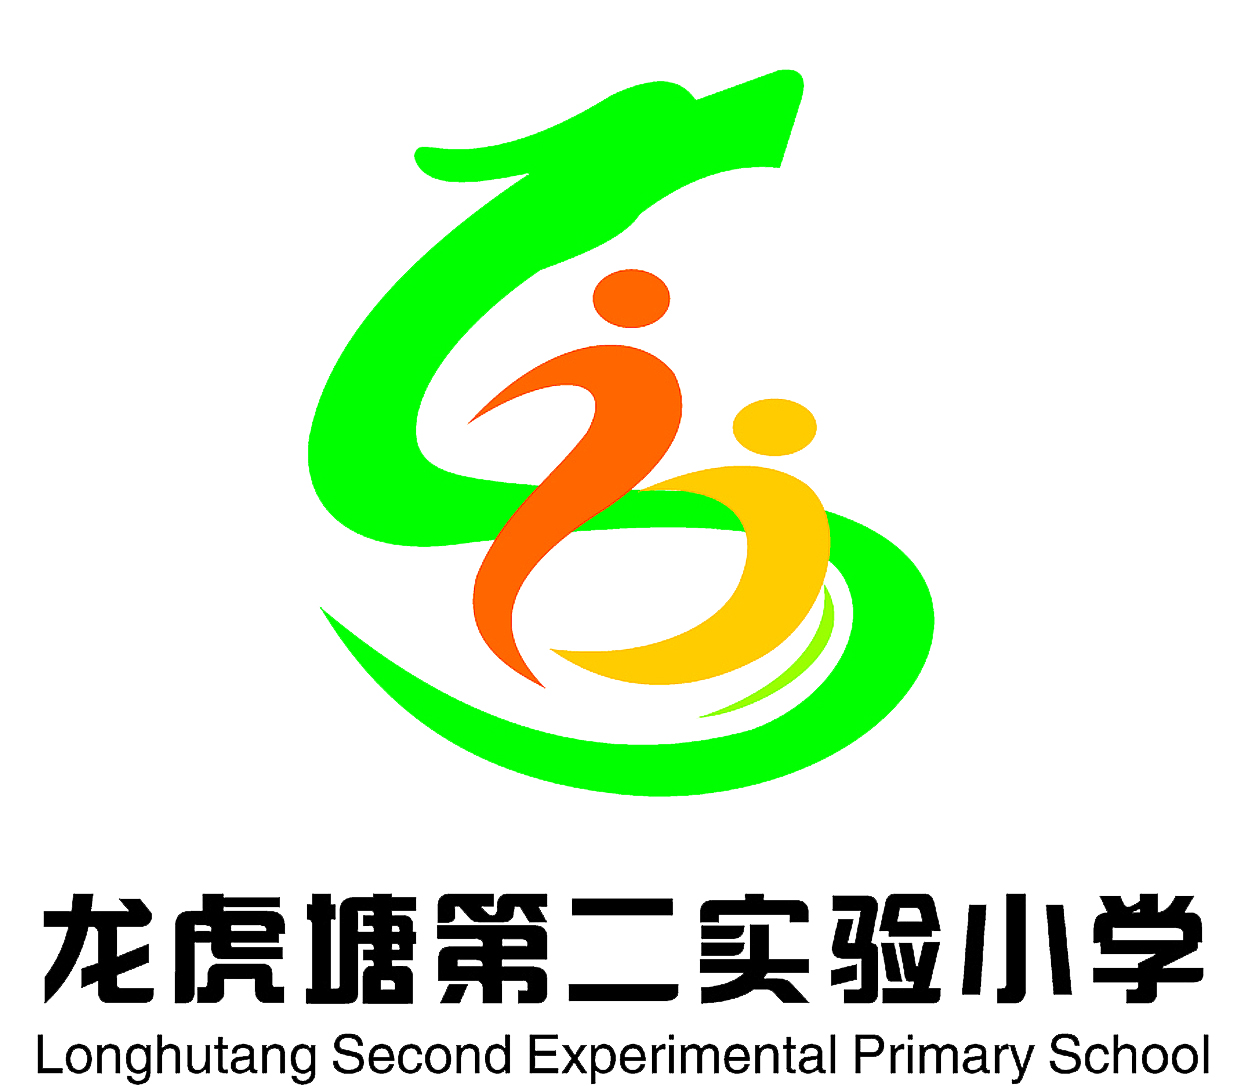 龙虎塘第二实验小学
Longhutang Second Experimental Primary School